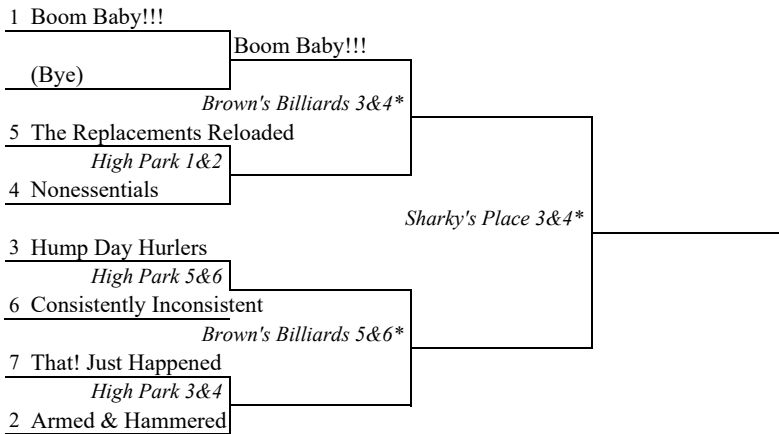 1 Boom Baby!!!
Boom Baby!!!
(Bye)
Brown's Billiards 3&4*
5 The Replacements Reloaded
High Park 1&2
4 Nonessentials
Sharky's Place 3&4*
3 Hump Day Hurlers
High Park 5&6
6 Consistently Inconsistent
Brown's Billiards 5&6*
7 That! Just Happened
High Park 3&4
2 Armed & Hammered